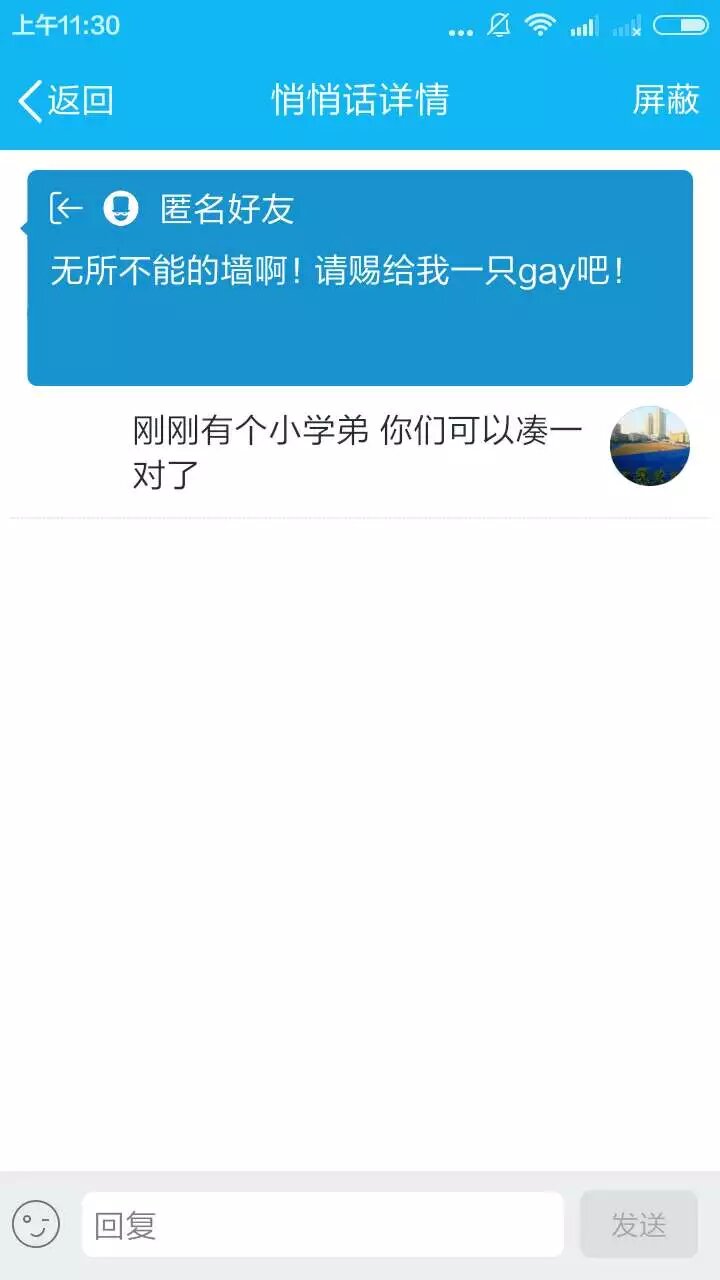 上午11:30
返回
悄悄话详情
屏蔽
匿名好友
无所不能的墙啊！请赐给我一只gay吧！
刚刚有个小学弟 你们可以凑一
对了
回复
发送